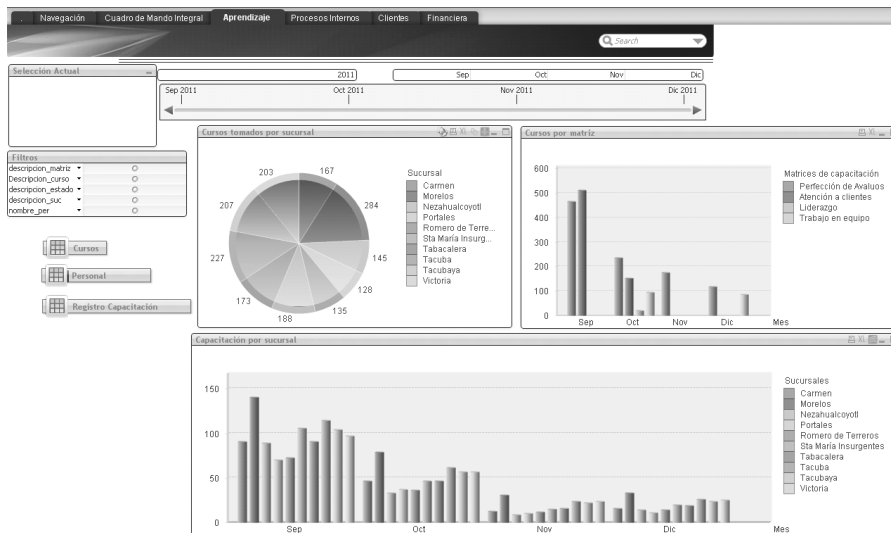 . Navegación Cuadro de Mando Integral Aprendizaje Procesos Internos Clientes Financiera
Search
Selección Actual
2011 Sep Oct Nov Dic
Sep 2011 Oct 2011 Nov 2011 Dic 2011
Filtros
descripcion_matriz
Descripcion_curso
descripcion_estado
descripcion_suc
nombre_per
Cursos
Personal
Registro Capacitación
Cursos tomados por sucursal
XL
203
167
207
284
227
145
173
128
188
135
Sucursal
Carmen
Morelos
Nezahualcoyotl
Portales
Romero de Terre...
Sta María Insurg...
Tabacalera
Tacuba
Tacubaya
Victoria
Cursos por matriz
XL
600
500
400
300
200
100
0
Sep Oct Nov Dic Mes
Matrices de capacitación
Perfección de Avaluos
Atención a clientes
Liderazgo
Trabajo en equipo
Capacitación por sucursal
XL
150
100
50
0
Sep Oct Nov Dic Mes
Sucursales
Carmen
Morelos
Nezahualcoyotl
Portales
Romero de Terreros
Sta María Insurgentes
Tabacalera
Tacuba
Tacubaya
Victoria